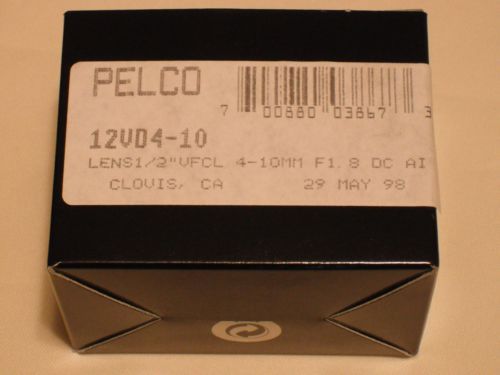 PELCO
7 00880 03867 3
12VD4-10
LENS1/2"VFCL 4-10MM F1.8 DC AI
CLOVIS, CA 29 MAY 98